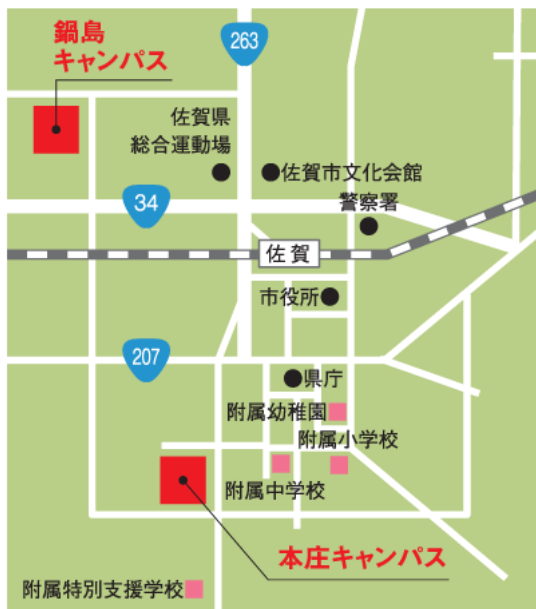 鍋島
キャンパス
263
佐賀県
総合運動場
佐賀市文化会館
警察署
34
佐賀
市役所
207
県庁
附属幼稚園
附属小学校
附属中学校
本庄キャンパス
附属特別支援学校